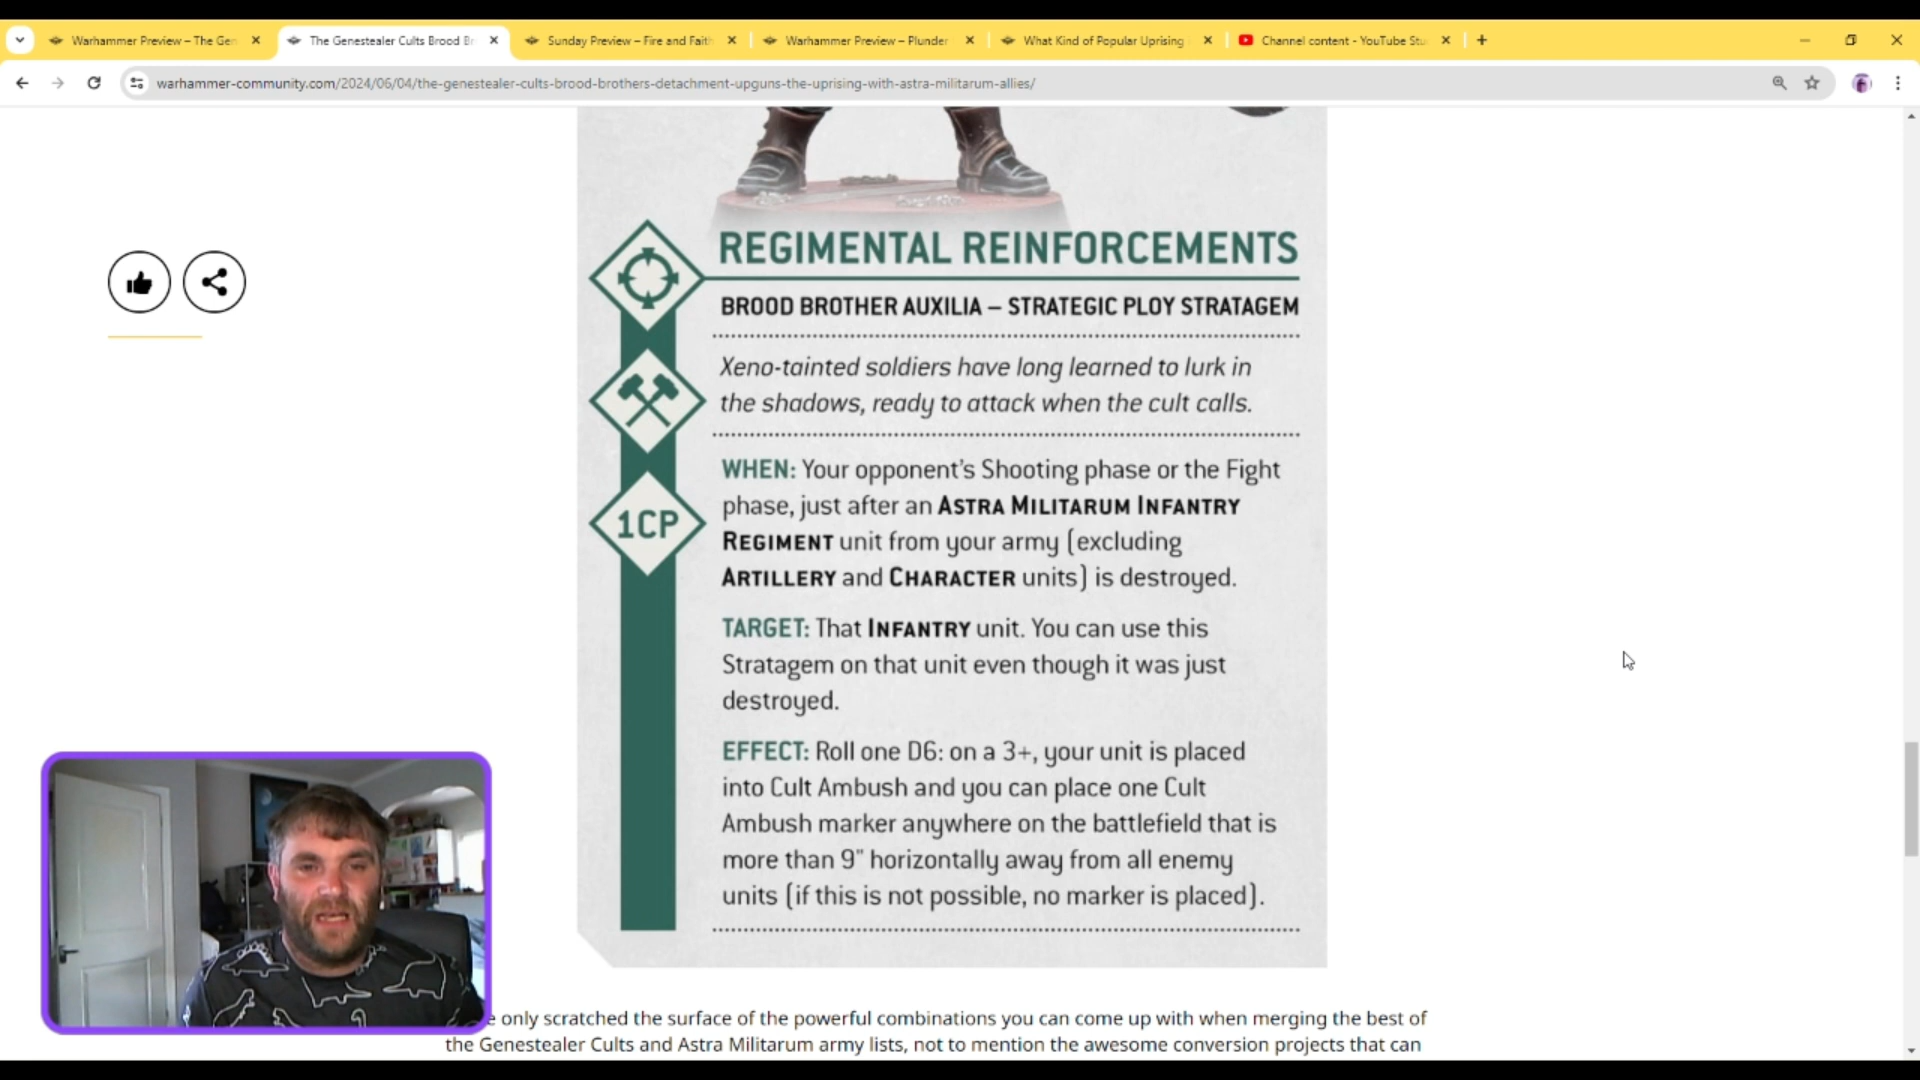 Warhammer Preview – The Gen
The Genestealer Cults Brood Br
Sunday Preview – Fire and Faith
Warhammer Preview – Plunder
What Kind of Popular Uprising
Channel content - YouTube Stu
warhammer-community.com/2024/06/04/the-genestealer-cults-brood-brothers-detachment-upguns-the-uprising-with-astra-militarum-allies/
REGIMENTAL REINFORCEMENTS
BROOD BROTHER AUXILIA – STRATEGIC PLOY STRATAGEM
Xeno-tainted soldiers have long learned to lurk in
the shadows, ready to attack when the cult calls.
WHEN: Your opponent's Shooting phase or the Fight
phase, just after an ASTRA MILITARUM INFANTRY
REGIMENT unit from your army (excluding
ARTILLERY and CHARACTER units) is destroyed.
1CP
TARGET: That INFANTRY unit. You can use this
Stratagem on that unit even though it was just
destroyed.
EFFECT: Roll one D6: on a 3+, your unit is placed
into Cult Ambush and you can place one Cult
Ambush marker anywhere on the battlefield that is
more than 9" horizontally away from all enemy
units (if this is not possible, no marker is placed).
e only scratched the surface of the powerful combinations you can come up with when merging the best of
the Genestealer Cults and Astra Militarum army lists, not to mention the awesome conversion projects that can